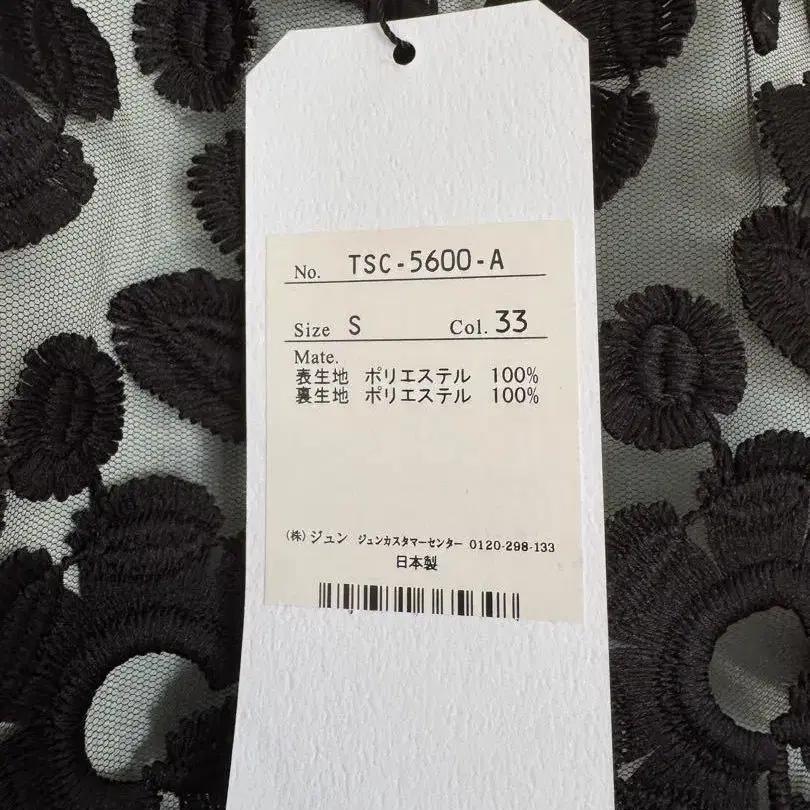 No. TSC-5600-A
Size S Col. 33
Mate.
表生地 ポリエステル 100%
裏生地 ポリエステル 100%
(株)ジュン ジュンカスタマーセンター 0120-298-133
日本製